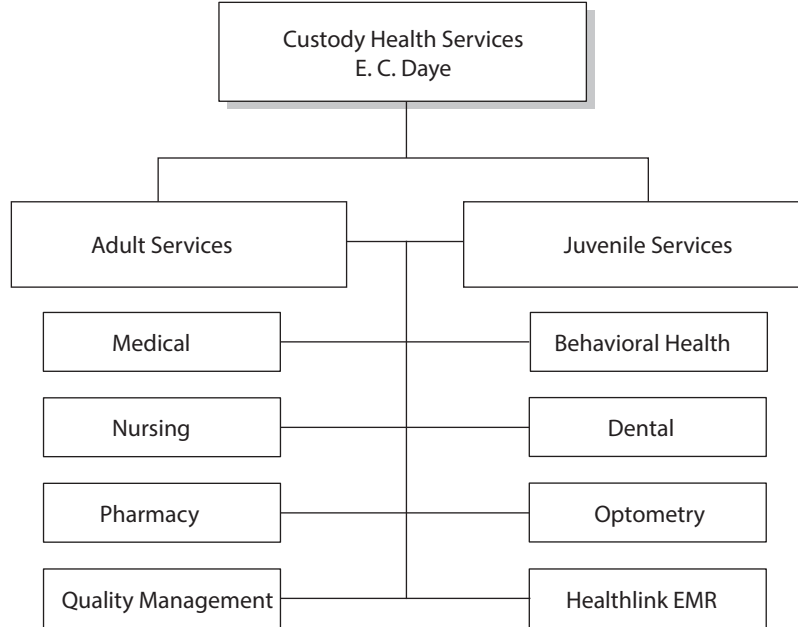 Custody Health Services
E. C. Daye
Adult Services
Juvenile Services
Medical
Behavioral Health
Nursing
Dental
Pharmacy
Optometry
Quality Management
Healthlink EMR